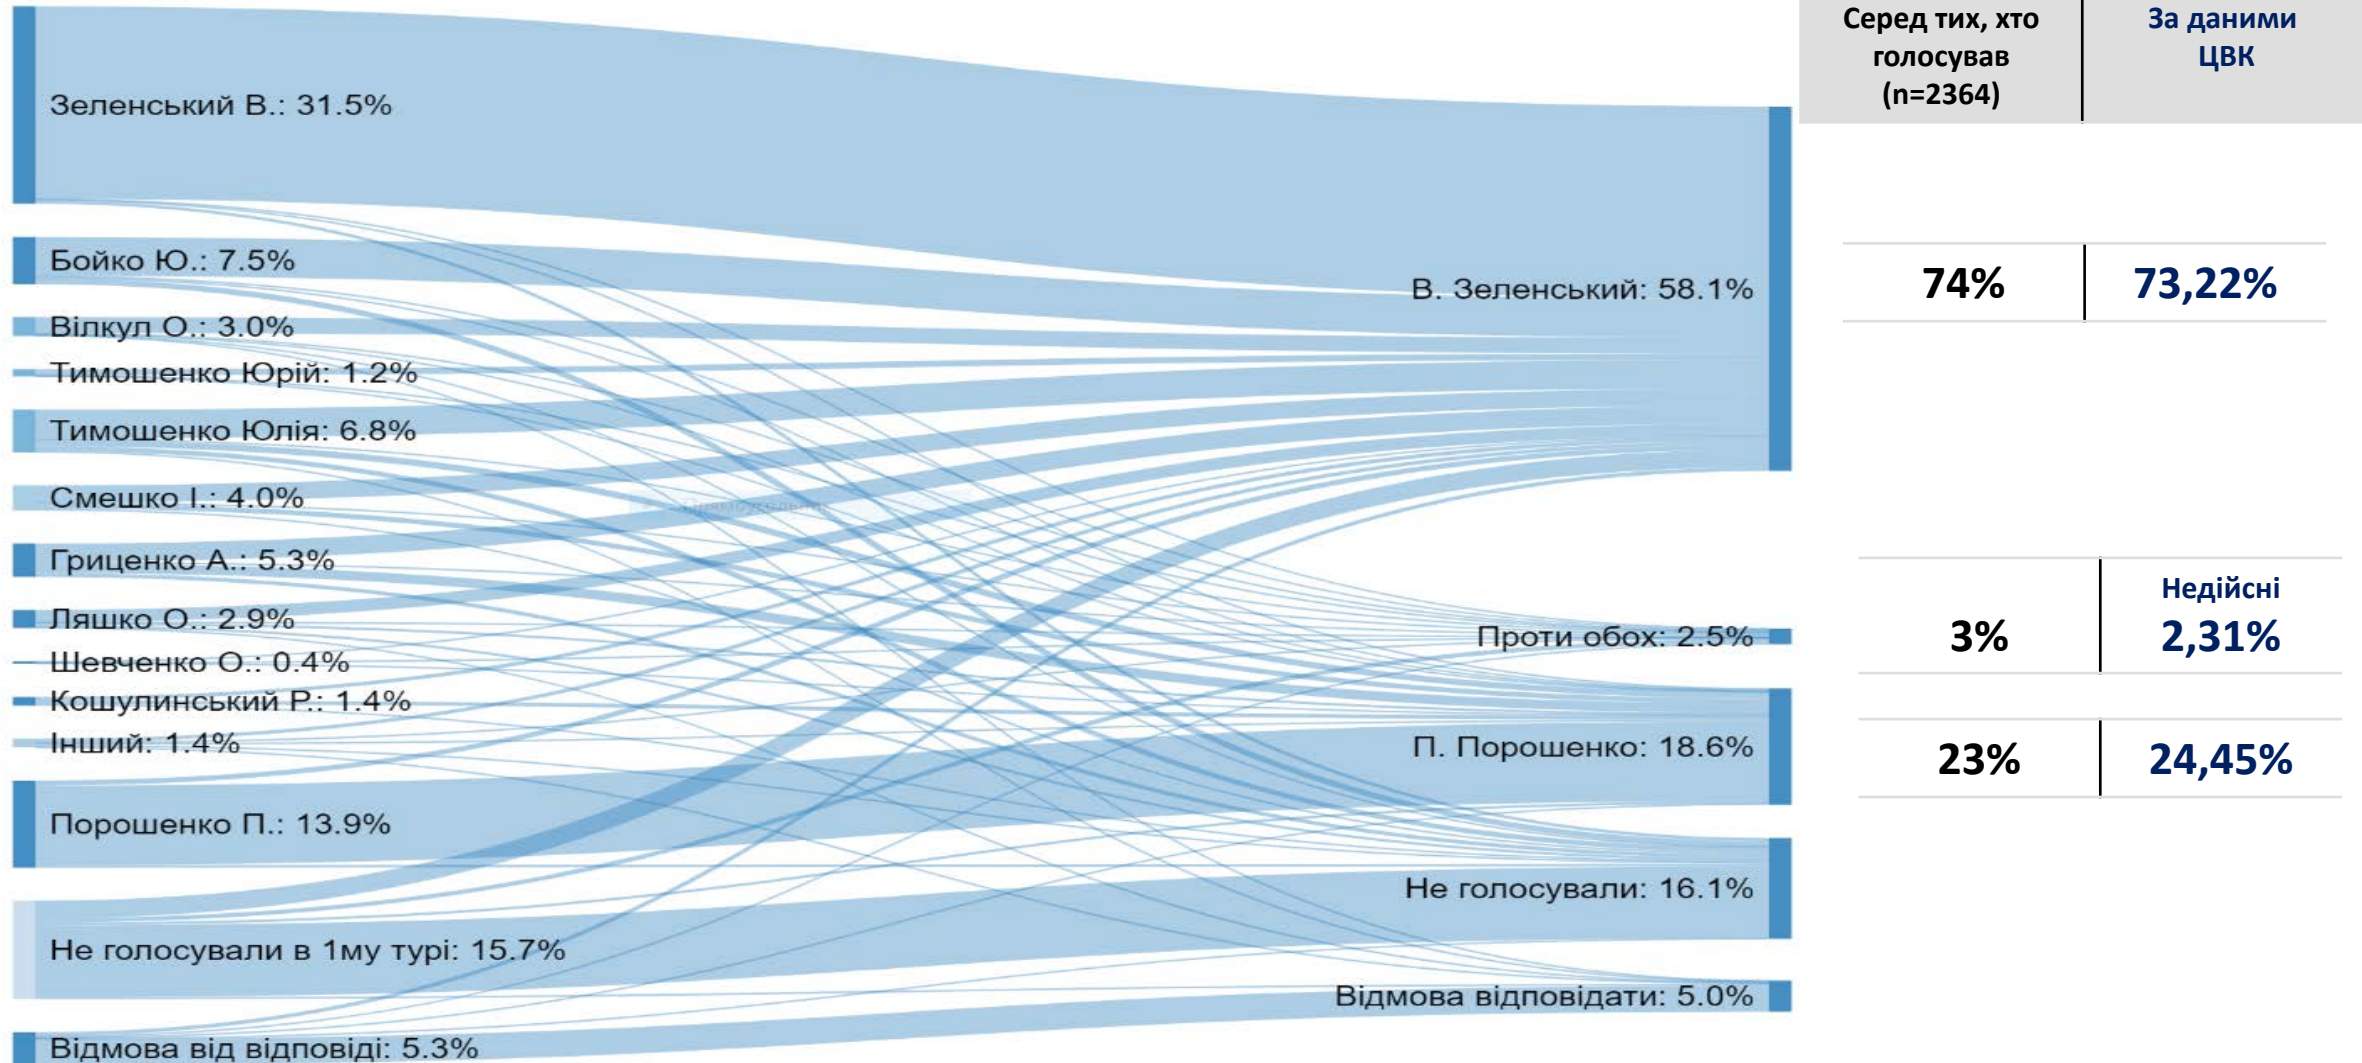 Серед тих, хто
голосував
(n=2364)
За даними
ЦВК
Зеленський В.: 31.5%
Бойко Ю.: 7.5%
Вілкул О.: 3.0%
Тимошенко Юрій: 1.2%
Тимошенко Юлія: 6.8%
Смешко І.: 4.0%
Гриценко А.: 5.3%
Ляшко О.: 2.9%
Шевченко О.: 0.4%
Кошулинський Р.: 1.4%
Інший: 1.4%
Порошенко П.: 13.9%
Не голосували в 1му турі: 15.7%
Відмова від відповіді: 5.3%
В. Зеленський: 58.1%
Проти обох: 2.5%
П. Порошенко: 18.6%
Не голосували: 16.1%
Відмова відповідати: 5.0%
74%
73,22%
3%
Недійсні
2,31%
23%
24,45%